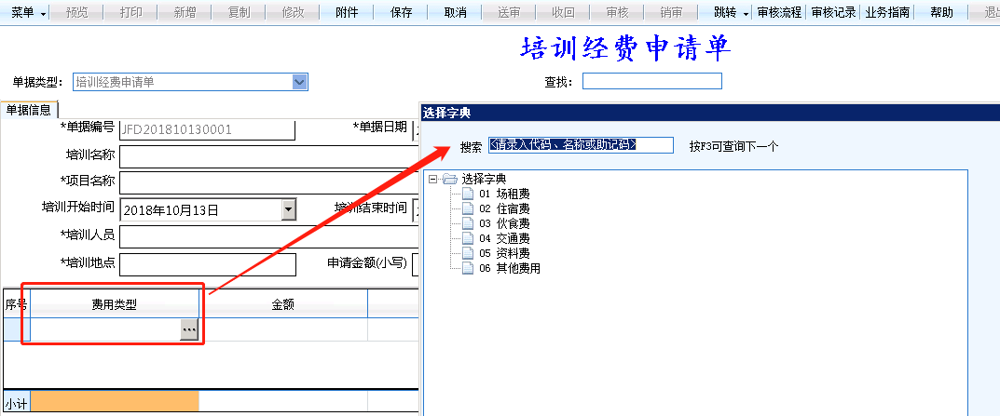 菜单 预览 打印 新增 复制 修改 附件 保存 取消 送审 收回 审核 销审 跳转 审核流程 审核记录 业务指南 帮助 退出
培训经费申请单
单据类型: 培训经费申请单 查找:
单据信息
选择字典
*单据编号 JFD201810130001 *单据日期
搜索 <请录入代码、名称或助记码> 按F3可查询下一个
培训名称
*项目名称
培训开始时间 2018年10月13日 培训结束时间
*培训人员
*培训地点 申请金额(小写)
选择字典
01 场租费
02 住宿费
03 伙食费
04 交通费
05 资料费
06 其他费用
序号 费用类型 金额
...
小计